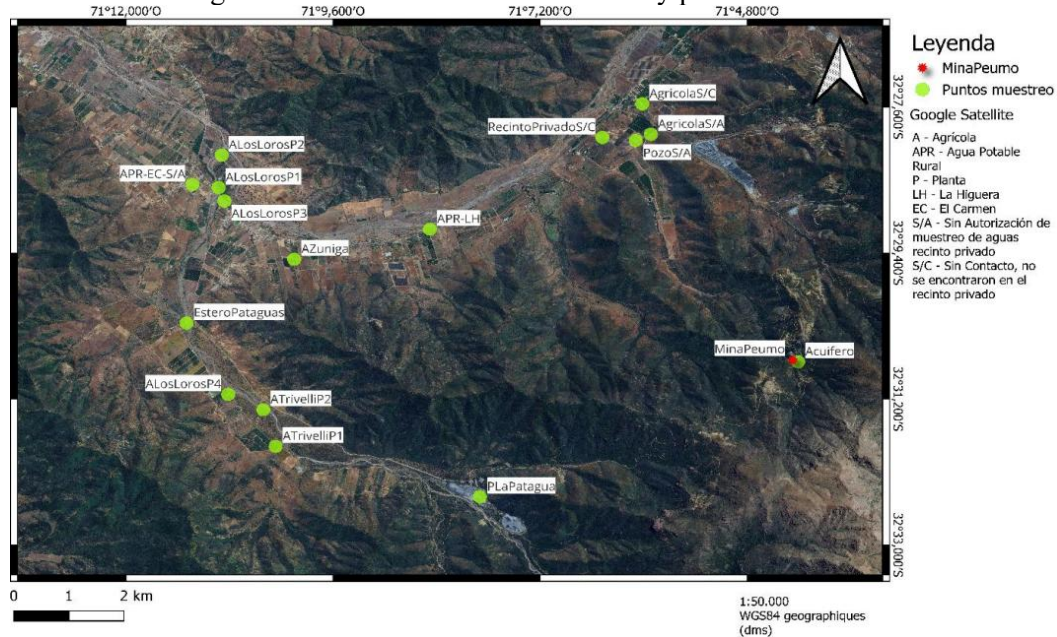 71°12,000'O 71°9,600'O 71°7,200'O 71°4,800'O
Leyenda
MinaPeumo
Puntos muestreo
Google Satellite
A - Agrícola
APR - Agua Potable
Rural
P - Planta
LH - La Higuera
EC - El Carmen
S/A - Sin Autorización de
muestreo de aguas
recinto privado
S/C - Sin Contacto, no
se encontraron en el
recinto privado
32°27,600'S
32°29,400'S
32°31,200'S
32°33,000'S
AgricolaS/C
RecintoPrivadoS/C
AgricolaS/A
PozoS/A
ALosLorosP2
APR-EC-S/A
ALosLorosP1
ALosLorosP3
APR-LH
AZuniga
EsteroPataguas
MinaPeumo
Acuifero
ALosLorosP4
ATrivelliP2
ATrivelliP1
PLaPatagua
0 1 2 km
1:50.000
WGS84 geographiques
(dms)